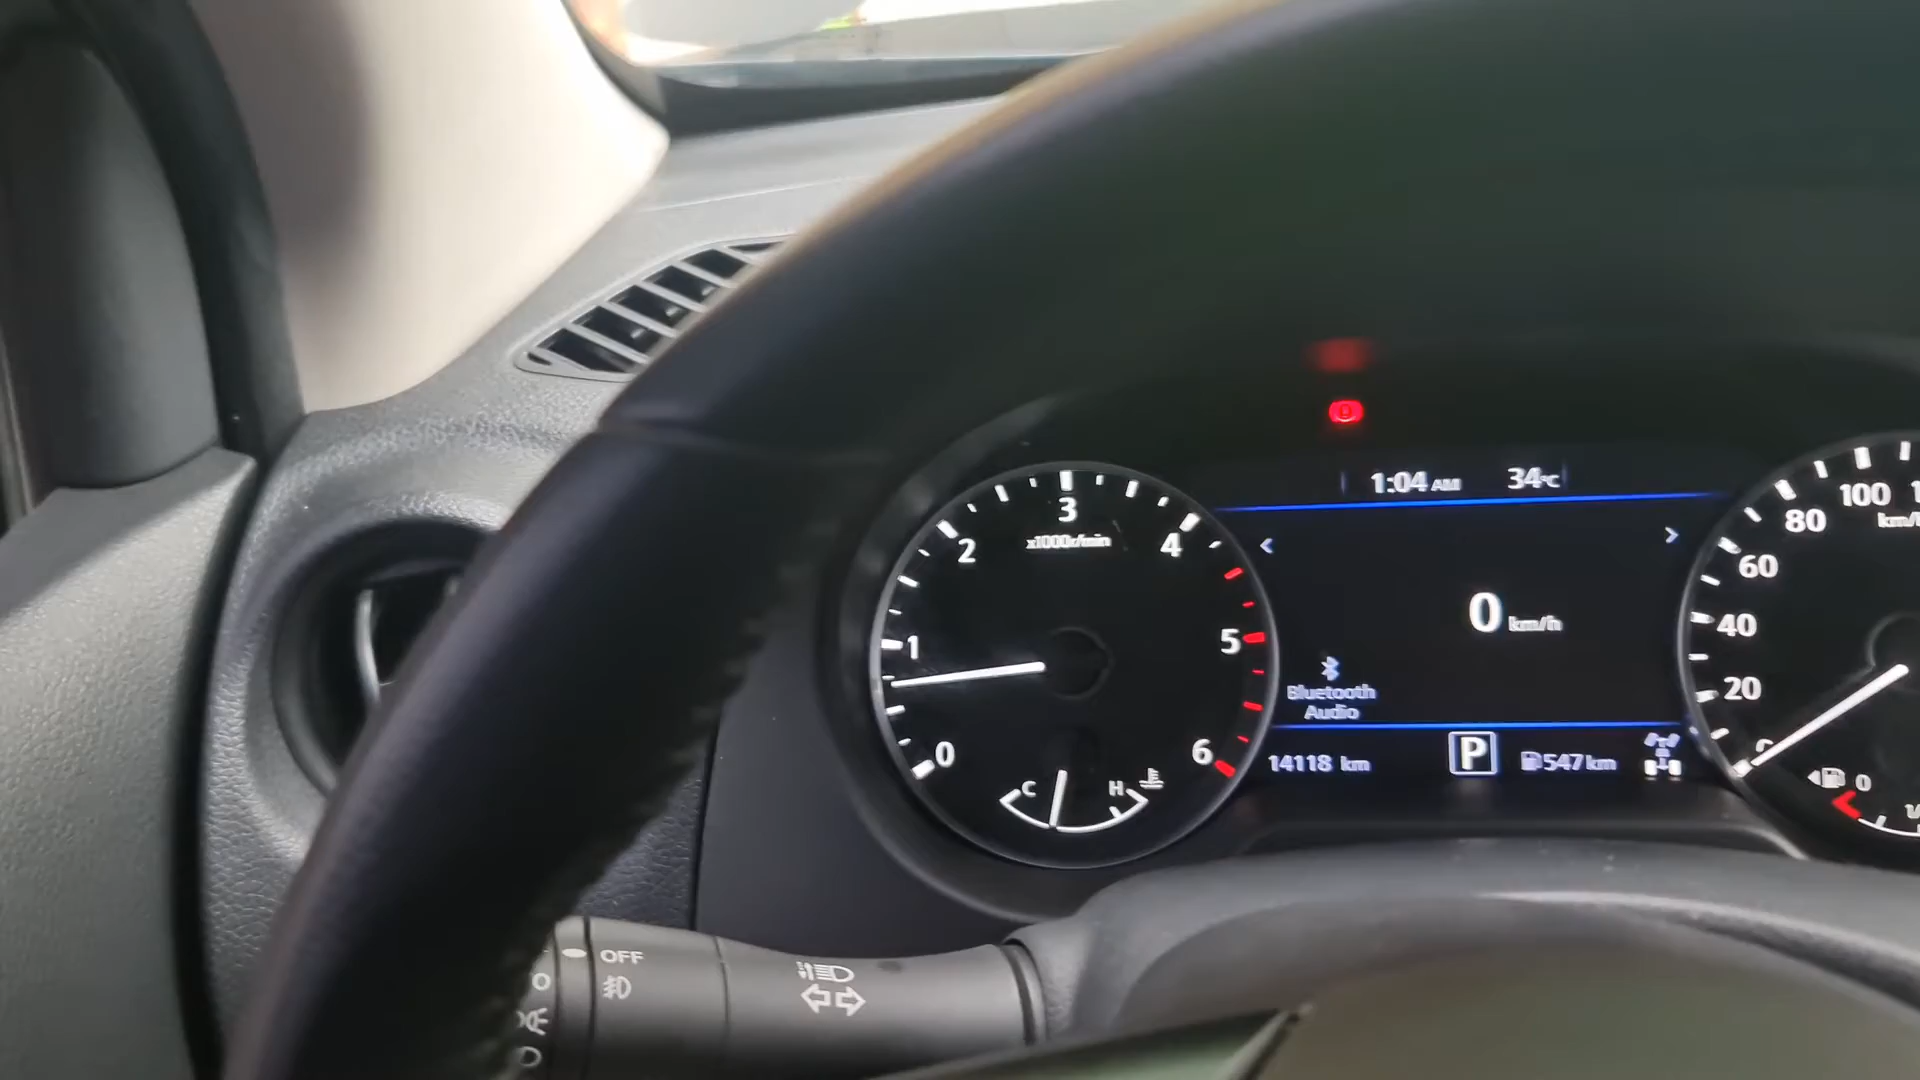 1:04 AM 34°C
3
x1000r/min
2
4
1
5
0
6
C
H
0 km/h
Bluetooth
Audio
14118 km
P
547km
100
km/h
80
60
40
20
0
OFF